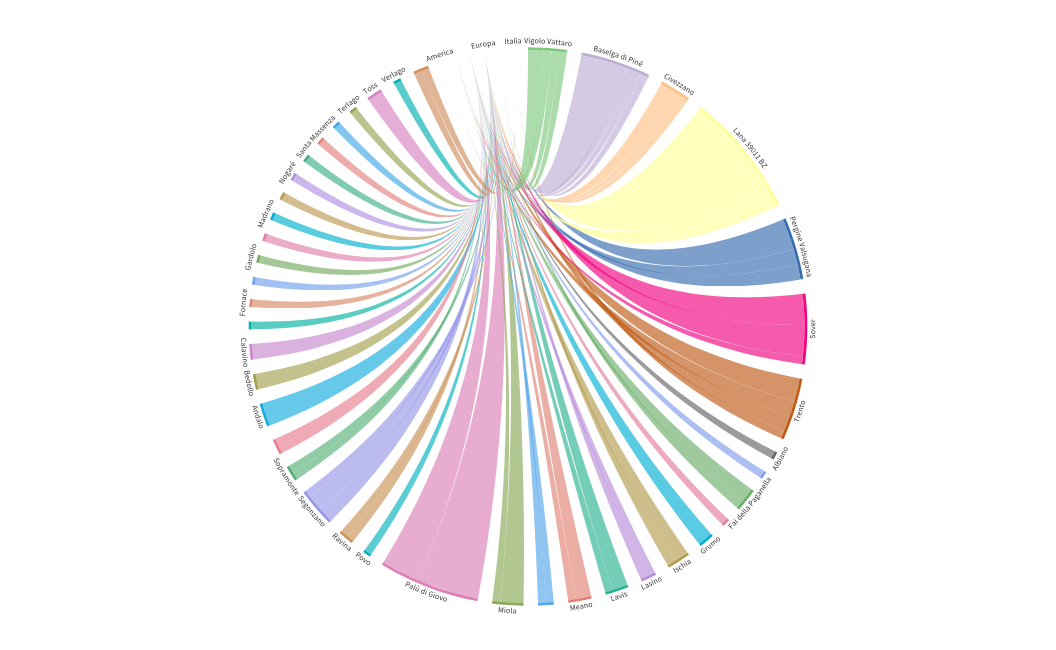 America
Europa
Italia
Vigolo Vattaro
Baselga di Piné
Civezzano
Lana 39011 BZ
Pergine Valsugana
Sover
Trento
Albiano
Fai della Paganella
Grumo
Ischia
Lasino
Lavis
Meano
Miola
Palù di Giovo
Povo
Ravina
Segonzano
Sopramonte
Andalo
Bedollo
Calavino
Fornace
Gardolo
Madrano
Nogaré
Santa Massenza
Terlago
Toss
Verlago